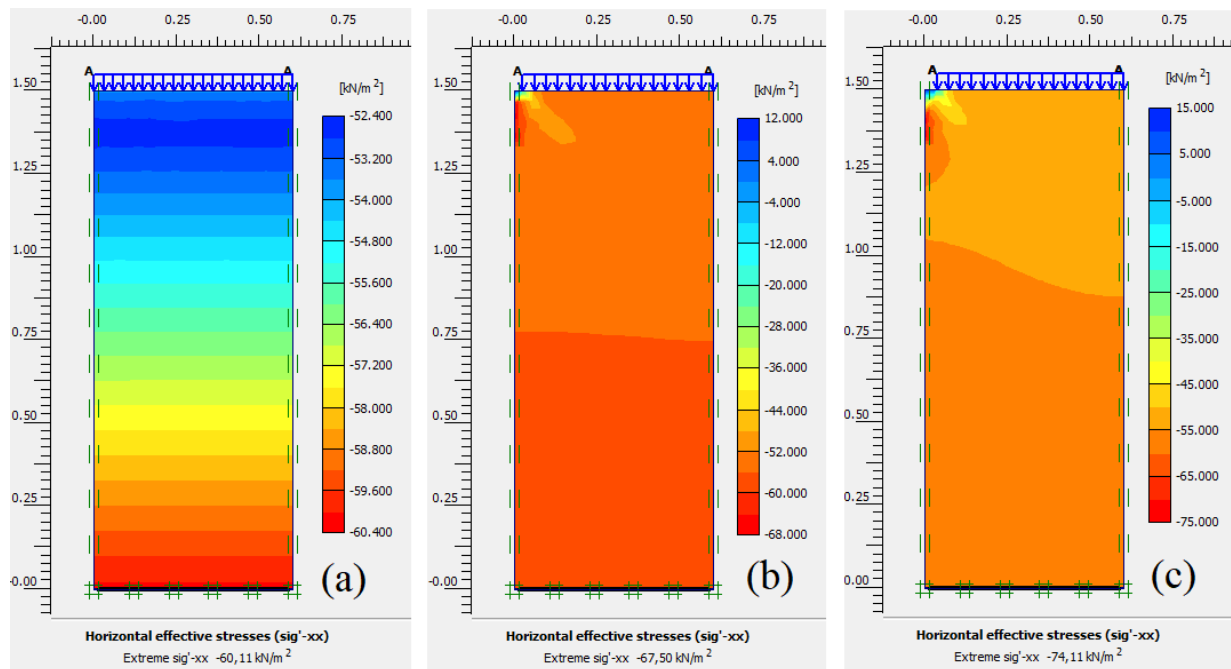 -0.00 0.25 0.50 0.75
A A
[kN/m²]
1.50
1.25
1.00
0.75
0.50
0.25
-0.00
-52.400
-53.200
-54.000
-54.800
-55.600
-56.400
-57.200
-58.000
-58.800
-59.600
-60.400
(a)
Horizontal effective stresses (sig'-xx)
Extreme sig'-xx -60,11 kN/m²
-0.00 0.25 0.50 0.75
A A
[kN/m²]
1.50
1.25
1.00
0.75
0.50
0.25
-0.00
12.000
4.000
-4.000
-12.000
-20.000
-28.000
-36.000
-44.000
-52.000
-60.000
-68.000
(b)
Horizontal effective stresses (sig'-xx)
Extreme sig'-xx -67,50 kN/m²
-0.00 0.25 0.50 0.75
A A
[kN/m²]
1.50
1.25
1.00
0.75
0.50
0.25
0.00
15.000
5.000
-5.000
-15.000
-25.000
-35.000
-45.000
-55.000
-65.000
-75.000
(c)
Horizontal effective stresses (sig'-xx)
Extreme sig'-xx -74,11 kN/m²